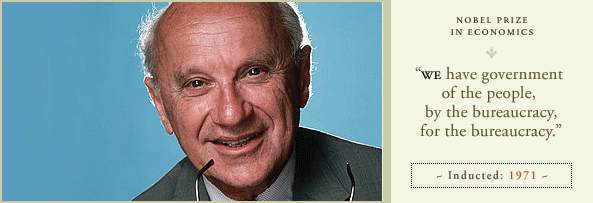 NOBEL PRIZE
IN ECONOMICS
“WE have government
of the people,
by the bureaucracy,
for the bureaucracy.”
~ Inducted: 1971 ~